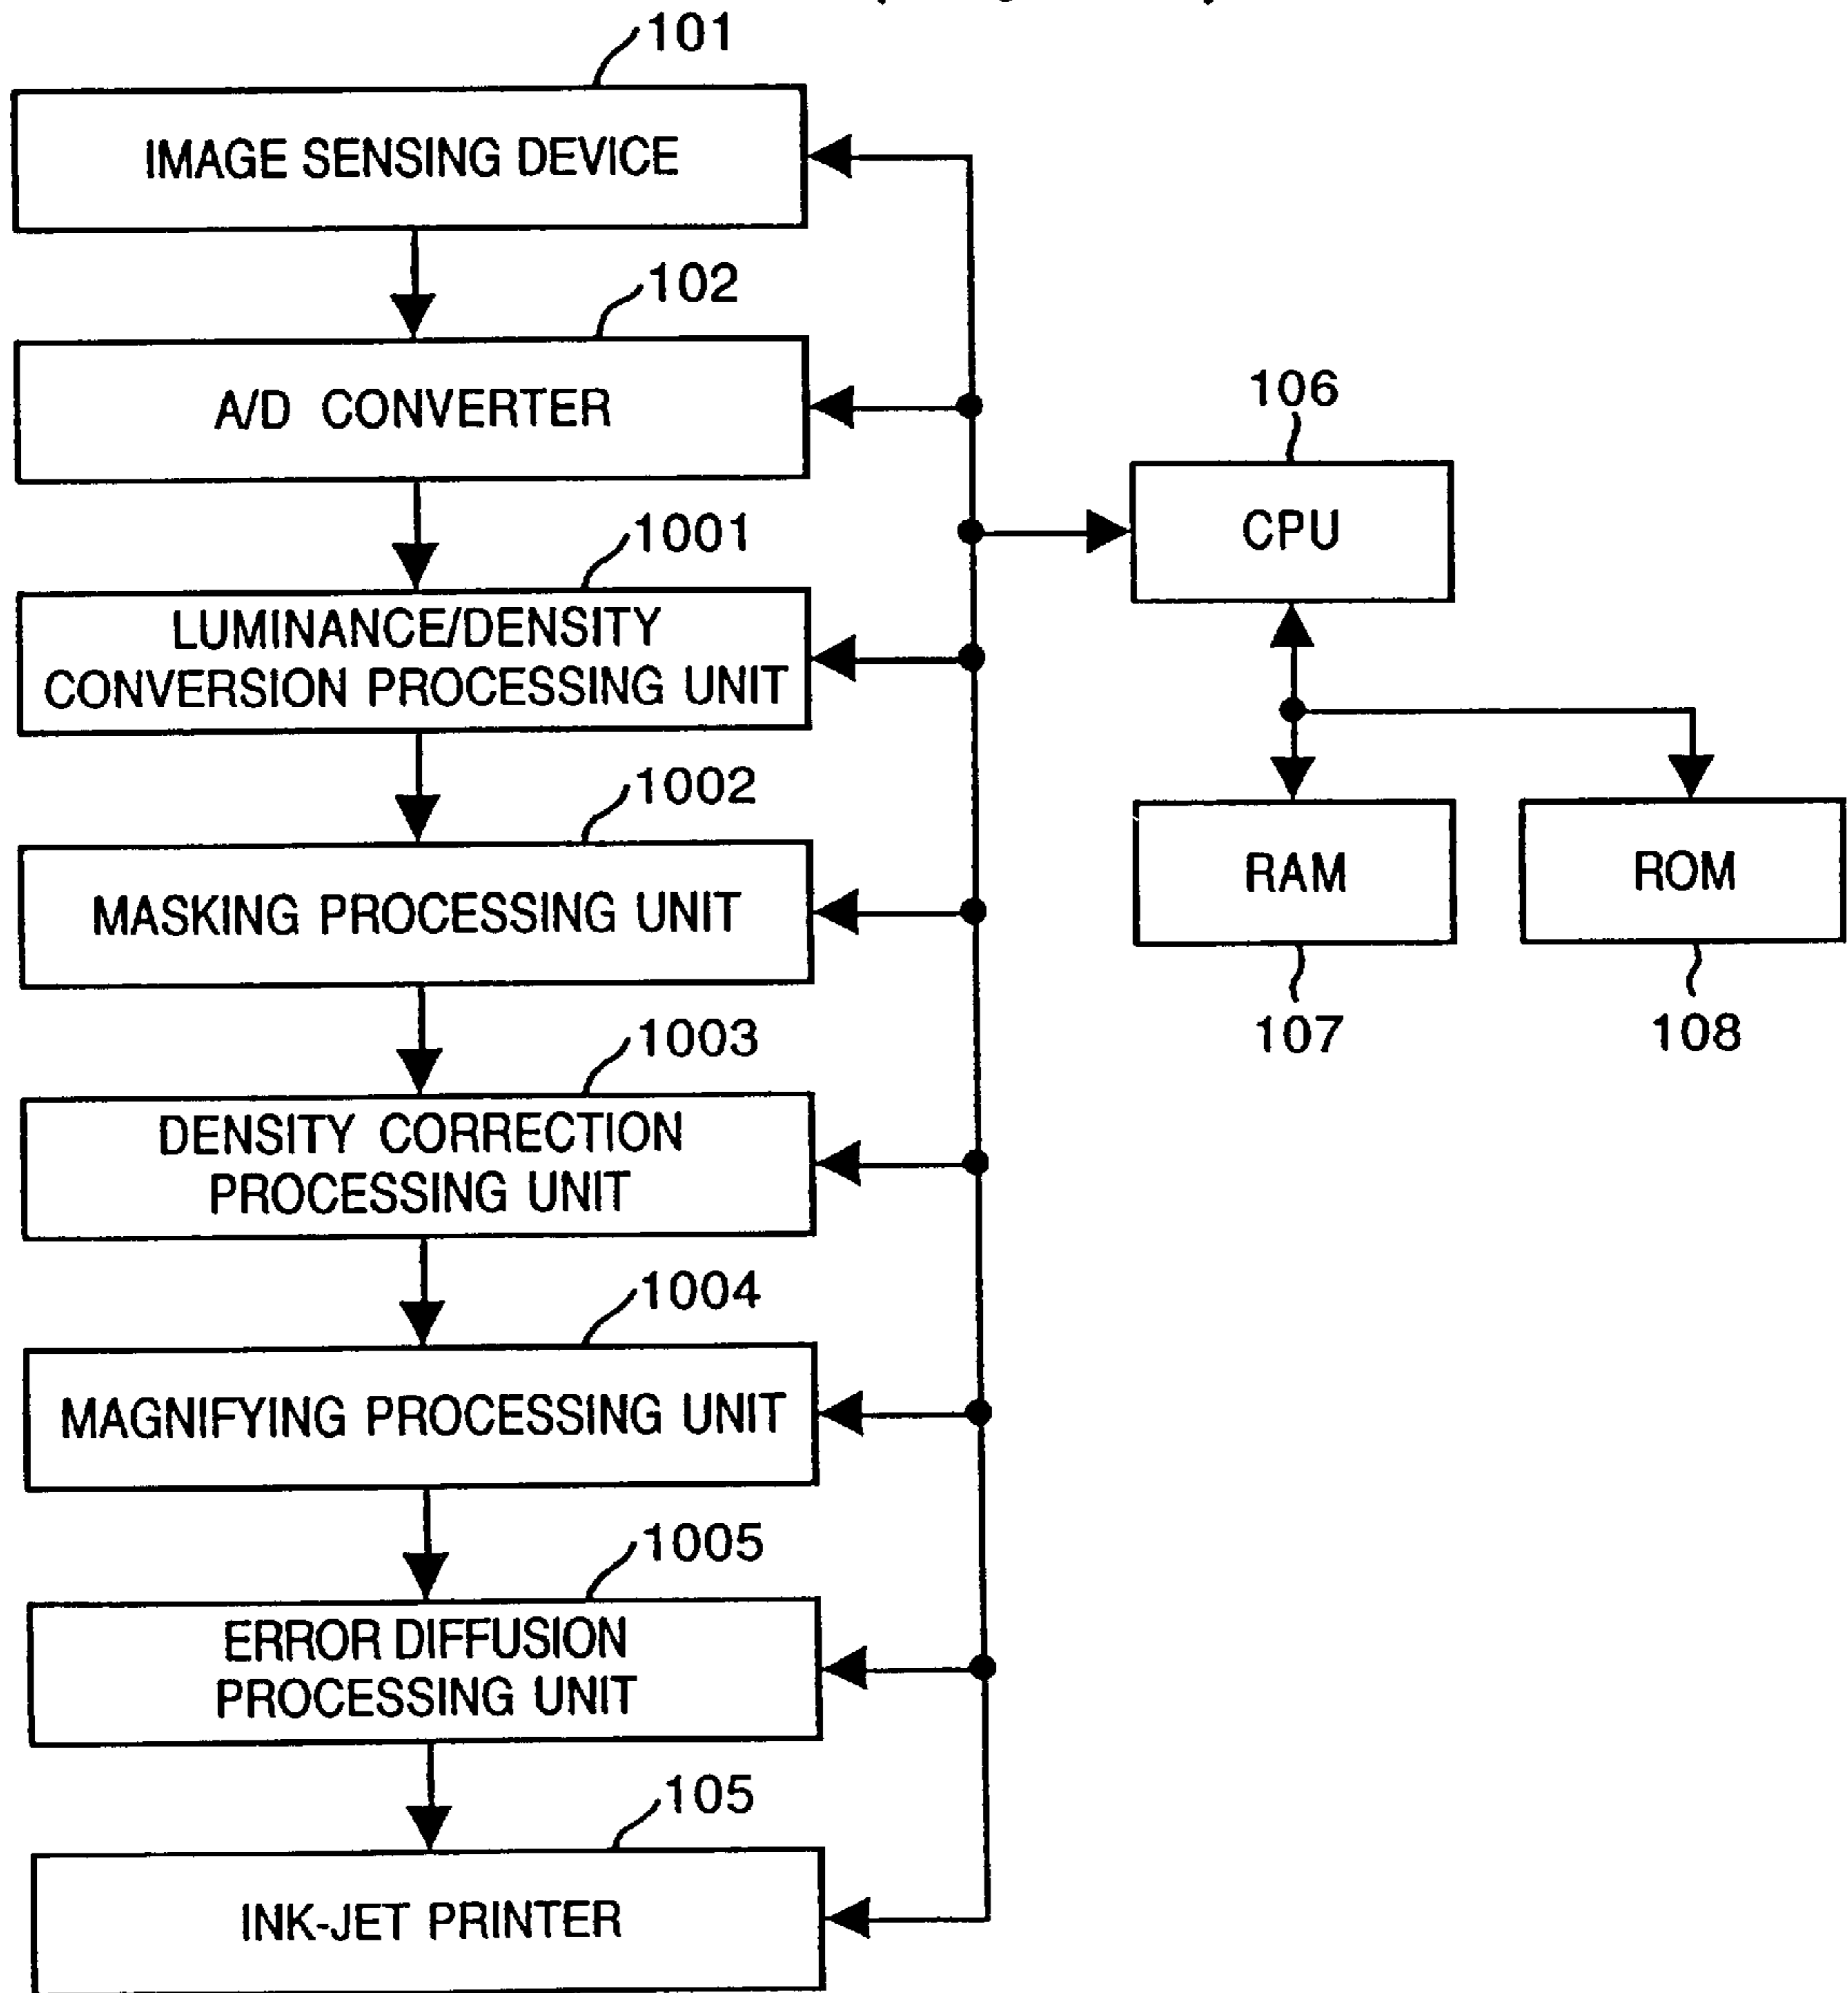 101
IMAGE SENSING DEVICE
102
A/D CONVERTER
106
CPU
1001
LUMINANCE/DENSITY
CONVERSION PROCESSING UNIT
1002
MASKING PROCESSING UNIT
RAM
ROM
107
108
1003
DENSITY CORRECTION
PROCESSING UNIT
1004
MAGNIFYING PROCESSING UNIT
1005
ERROR DIFFUSION
PROCESSING UNIT
105
INK-JET PRINTER